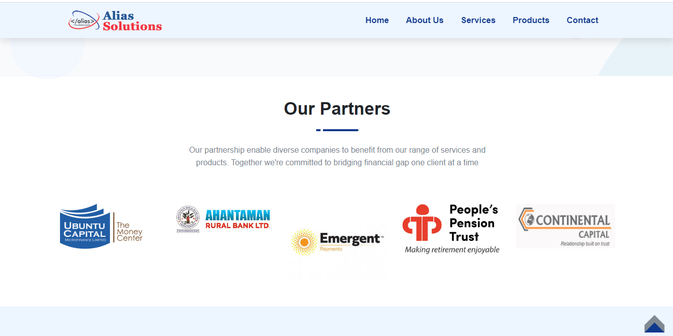 </alias>
Alias
Solutions
Home
About Us
Services
Products
Contact
Our Partners
Our partnership enable diverse companies to benefit from our range of services and
products. Together we're committed to bridging financial gap one client at a time
UBUNTU
CAPITAL
The
Money
Center
AHANTAMAN
RURAL BANK LTD.
Emergent™
Payments
People's
Pension
Trust
Making retirement enjoyable
CONTINENTAL
CAPITAL
Relationship built on trust